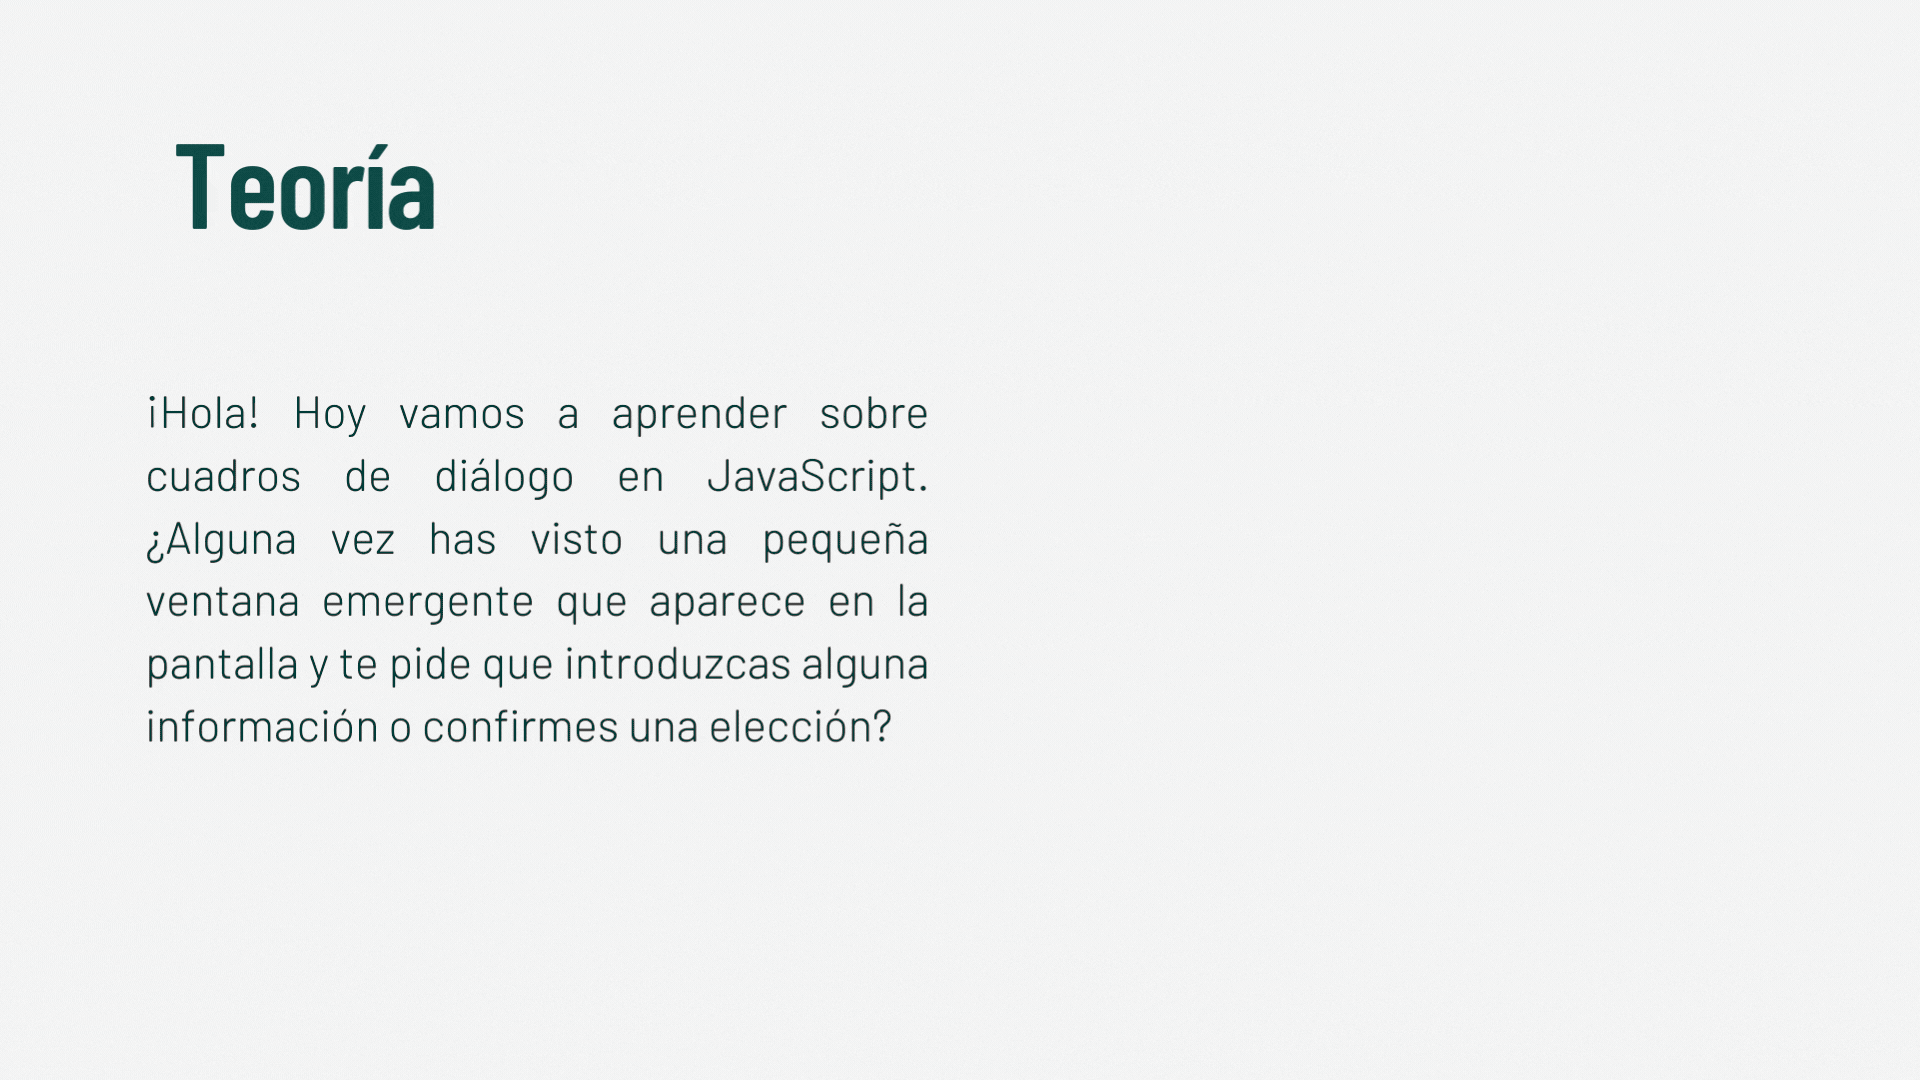 Teoría
¡Hola! Hoy vamos a aprender sobre
cuadros de diálogo en JavaScript.
¿Alguna vez has visto una pequeña
ventana emergente que aparece en la
pantalla y te pide que introduzcas alguna
información o confirmes una elección?